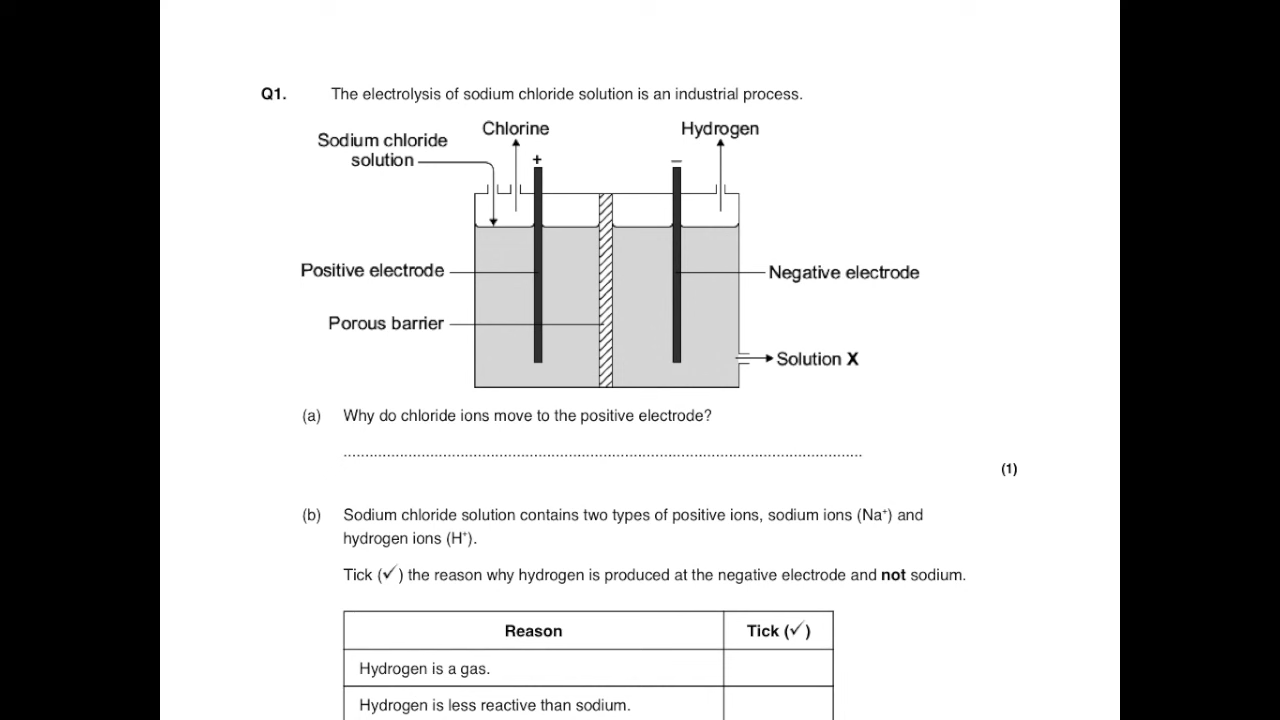 Q1. The electrolysis of sodium chloride solution is an industrial process.
Chlorine
Hydrogen
Sodium chloride
solution
+
–
Positive electrode
Negative electrode
Porous barrier
Solution X
(a) Why do chloride ions move to the positive electrode?
........................................................................................................................
(1)
(b) Sodium chloride solution contains two types of positive ions, sodium ions (Na⁺) and
hydrogen ions (H⁺).
Tick (✓) the reason why hydrogen is produced at the negative electrode and not sodium.
Reason Tick (✓)
Hydrogen is a gas.
Hydrogen is less reactive than sodium.